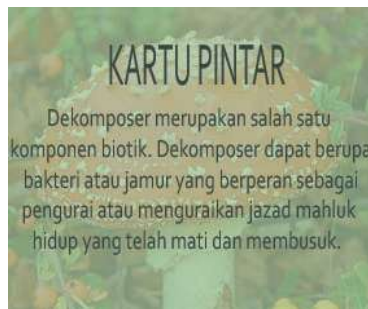 KARTU PINTAR
Dekomposer merupakan salah satu
komponen biotik. Dekomposer dapat berupa
bakteri atau jamur yang berperan sebagai
pengurai atau menguraikan jazad mahluk
hidup yang telah mati dan membusuk.